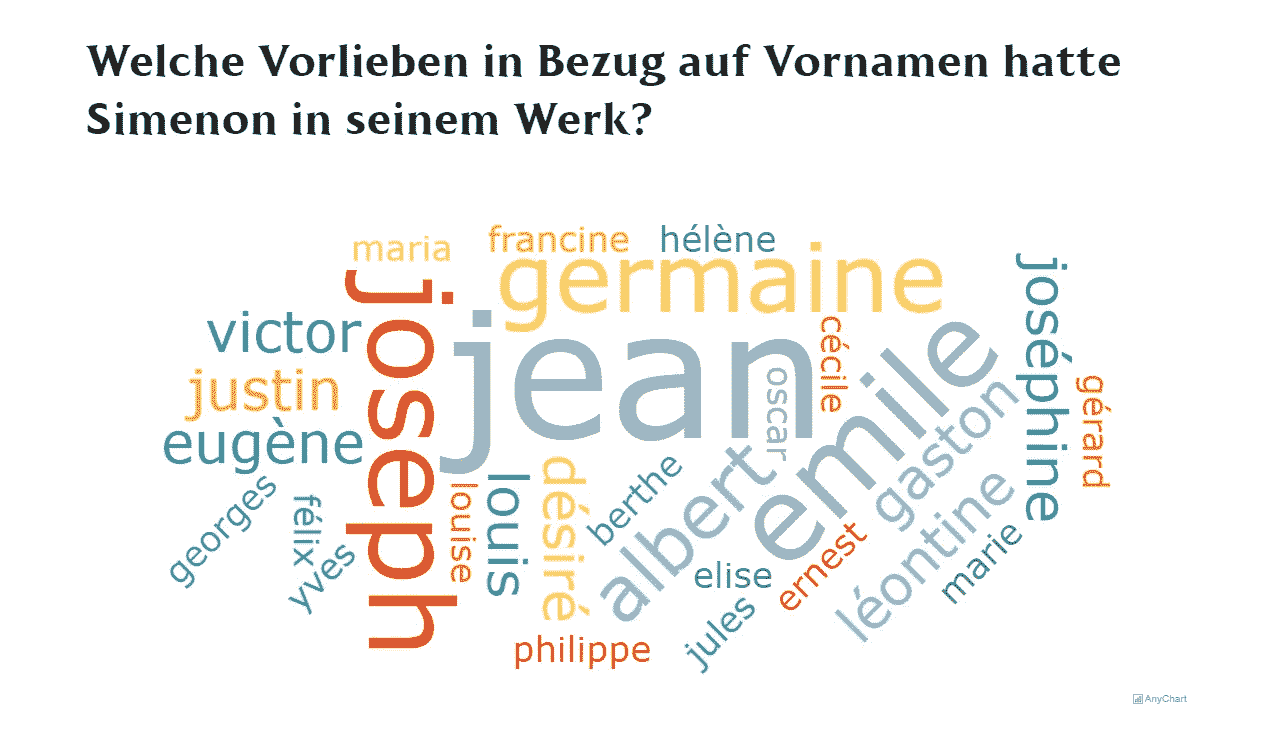 Welche Vorlieben in Bezug auf Vornamen hatte
Simenon in seinem Werk?
maria
francine
hélène
germaine
joseph
jean
victor
justin
eugène
cécile
oscar
emile
gaston
joséphine
gérard
georges
félix
yves
louise
louis
désiré
berthe
albert
elise
ernest
léontine
marie
jules
philippe
AnyChart